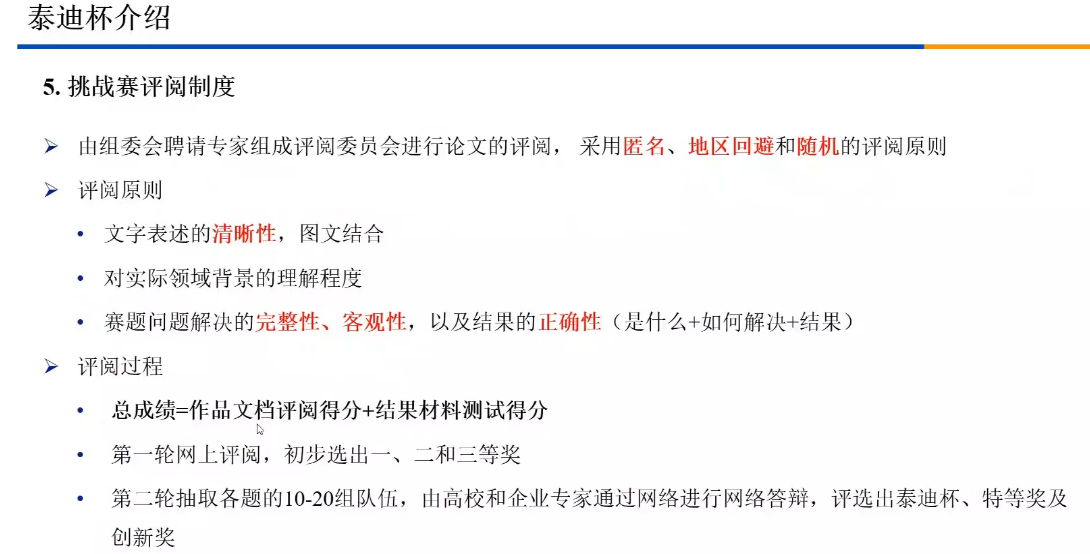 泰迪杯介绍
5. 挑战赛评阅制度
➢ 由组委会聘请专家组成评阅委员会进行论文的评阅， 采用匿名、地区回避和随机的评阅原则
➢ 评阅原则
• 文字表述的清晰性，图文结合
• 对实际领域背景的理解程度
• 赛题问题解决的完整性、客观性，以及结果的正确性（是什么+如何解决+结果）
➢ 评阅过程
• 总成绩=作品文档评阅得分+结果材料测试得分
• 第一轮网上评阅，初步选出一、二和三等奖
• 第二轮抽取各题的10-20组队伍，由高校和企业专家通过网络进行网络答辩，评选出泰迪杯、特等奖及
创新奖